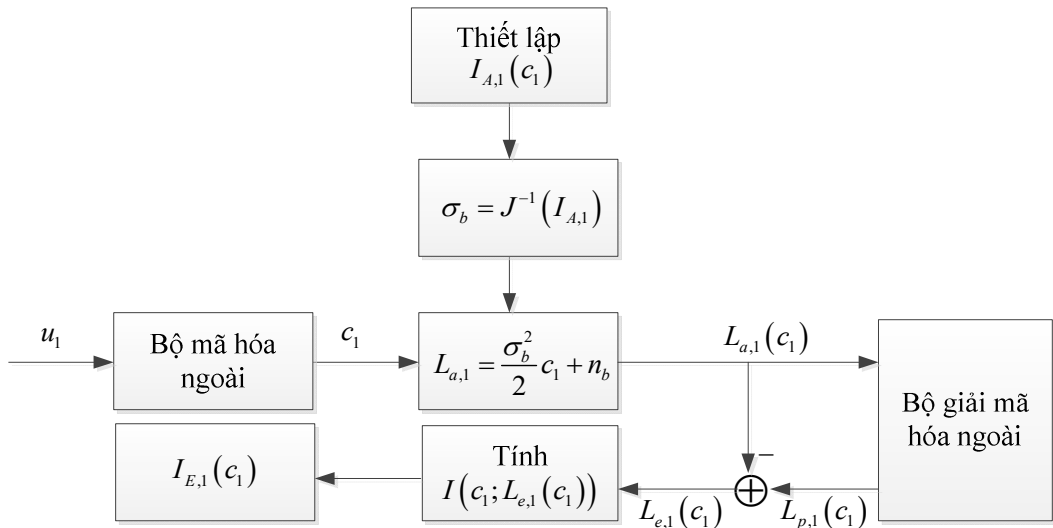 Thiết lập
I_{A,1}(c_1)
σ_b = J^{-1}(I_{A,1})
u_1
Bộ mã hóa
ngoài
c_1
L_{a,1} = \frac{σ_b^2}{2} c_1 + n_b
L_{a,1}(c_1)
Bộ giải mã
hóa ngoài
I_{E,1}(c_1)
Tính
I(c_1; L_{e,1}(c_1))
L_{e,1}(c_1)
−
⊕
L_{p,1}(c_1)